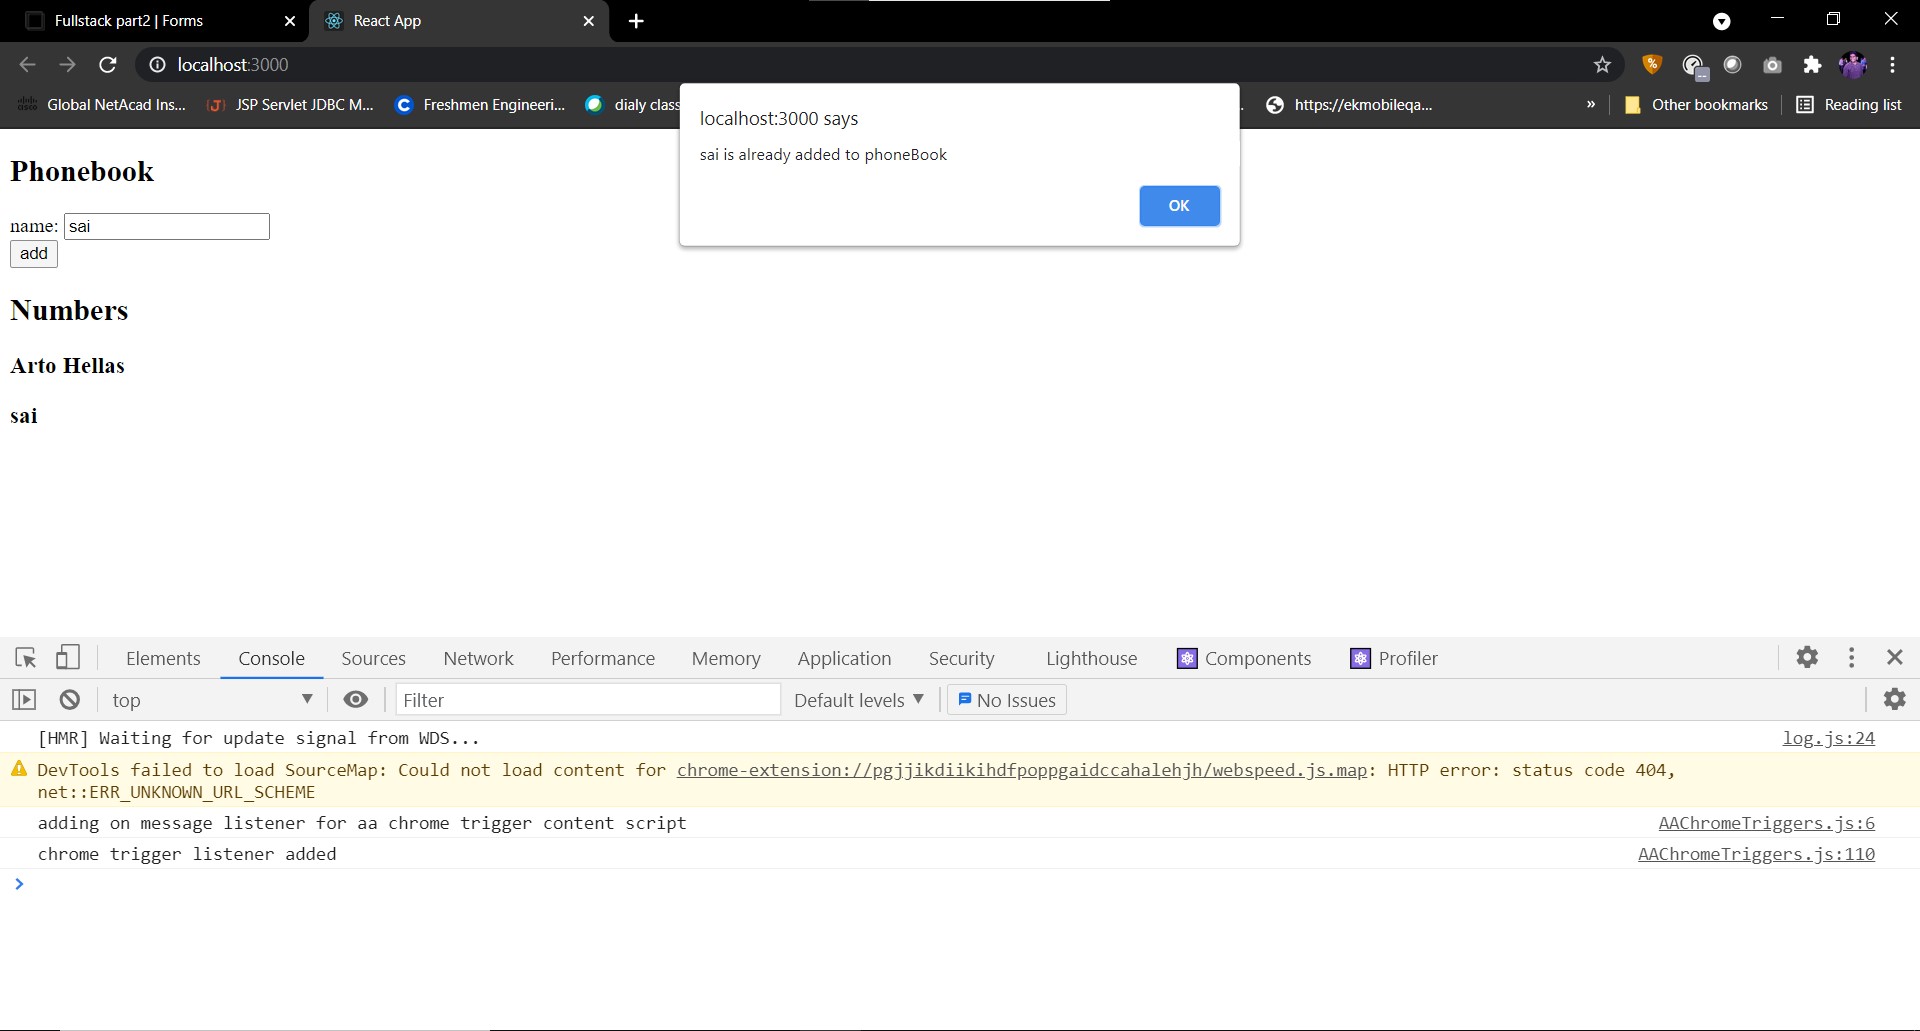 Fullstack part2 | Forms
React App
localhost:3000
Global NetAcad Ins...
JSP Servlet JDBC M...
Freshmen Engineeri...
dialy class
https://ekmobileqa...
»
Other bookmarks
Reading list
localhost:3000 says
sai is already added to phoneBook
OK
Phonebook
name: sai
add
Numbers
Arto Hellas
sai
Elements Console Sources Network Performance Memory Application Security Lighthouse Components Profiler
top Filter Default levels No Issues
[HMR] Waiting for update signal from WDS... log.js:24
DevTools failed to load SourceMap: Could not load content for chrome-extension://pgjjikdiikihdfpoppgaidccahalehjh/webspeed.js.map: HTTP error: status code 404,
net::ERR_UNKNOWN_URL_SCHEME
adding on message listener for aa chrome trigger content script AAChromeTriggers.js:6
chrome trigger listener added AAChromeTriggers.js:110